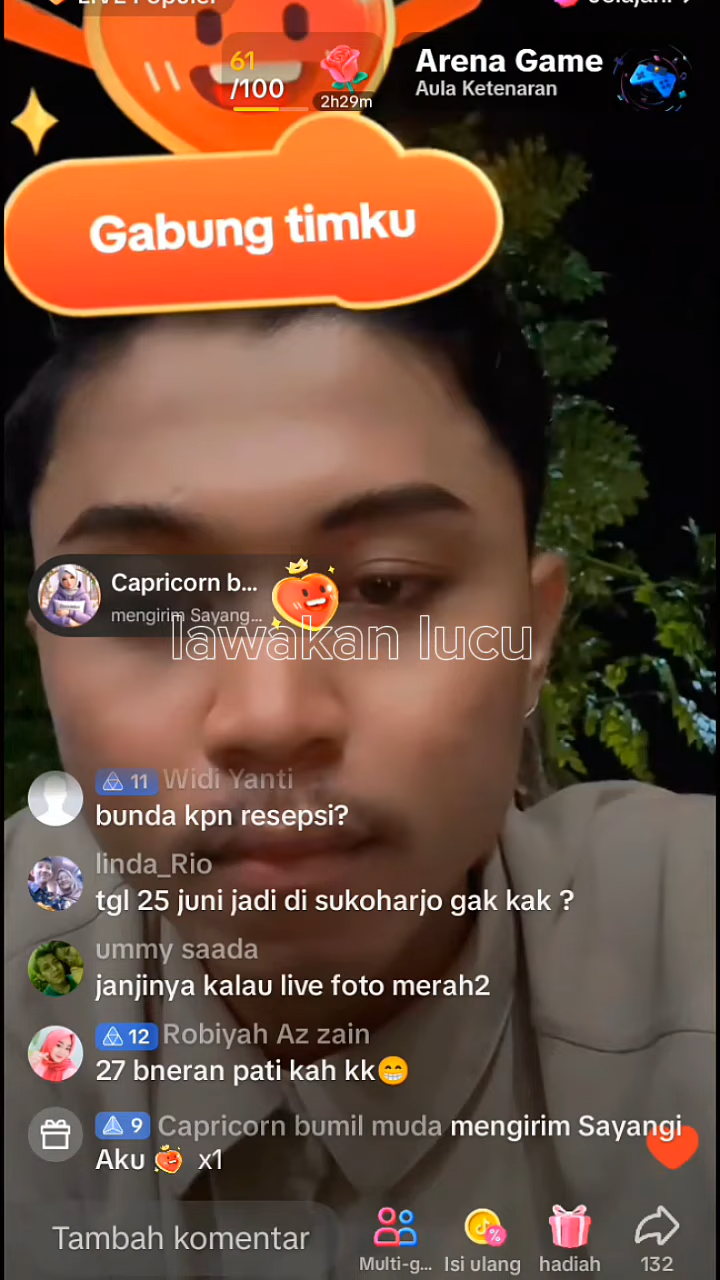 LIVE Populer
61
/100
2h29m
Arena Game
Aula Ketenaran
Gabung timku
Capricorn b...
mengirim Sayang...
lawakan lucu
11 Widi Yanti
bunda kpn resepsi?
linda_Rio
tgl 25 juni jadi di sukoharjo gak kak ?
ummy saada
janjinya kalau live foto merah2
12 Robiyah Az zain
27 bneran pati kah kk😁
9 Capricorn bumil muda mengirim Sayangi
Aku x1
Tambah komentar
Multi-g...
Isi ulang
hadiah
132